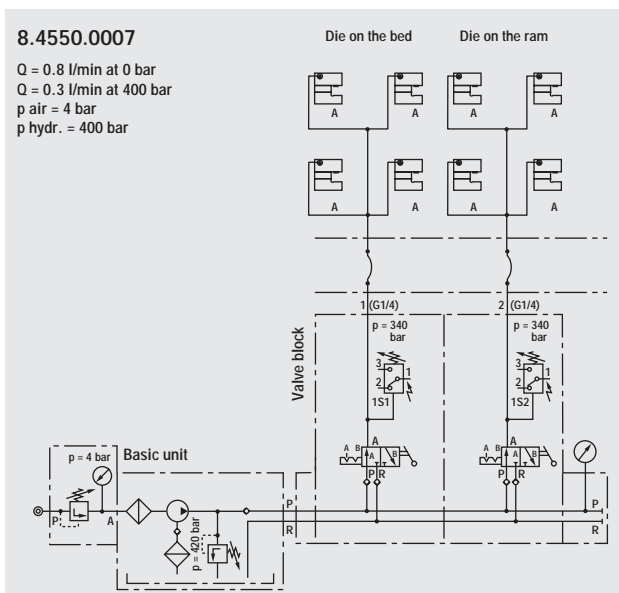 8.4550.0007
Q = 0.8 l/min at 0 bar
Q = 0.3 l/min at 400 bar
p air = 4 bar
p hydr. = 400 bar
Die on the bed
Die on the ram
A
A
A
A
A
A
A
A
1 (G1/4)
2 (G1/4)
Valve block
p = 340
bar
3
2
1
1S1
p = 340
bar
3
2
1
1S2
A
A B
A
B
P R
A
A B
A
B
P R
Basic unit
p = 4 bar
P
A
p = 420 bar
P
R
P
R